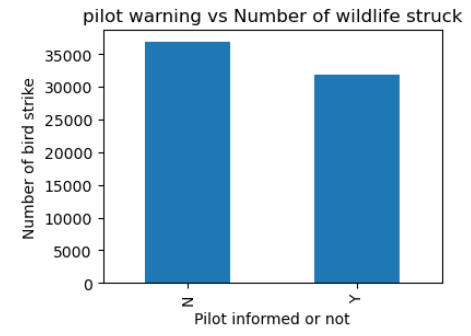 pilot warning vs Number of wildlife struck
35000
30000
25000
20000
15000
10000
5000
0
Number of bird strike
N
Y
Pilot informed or not